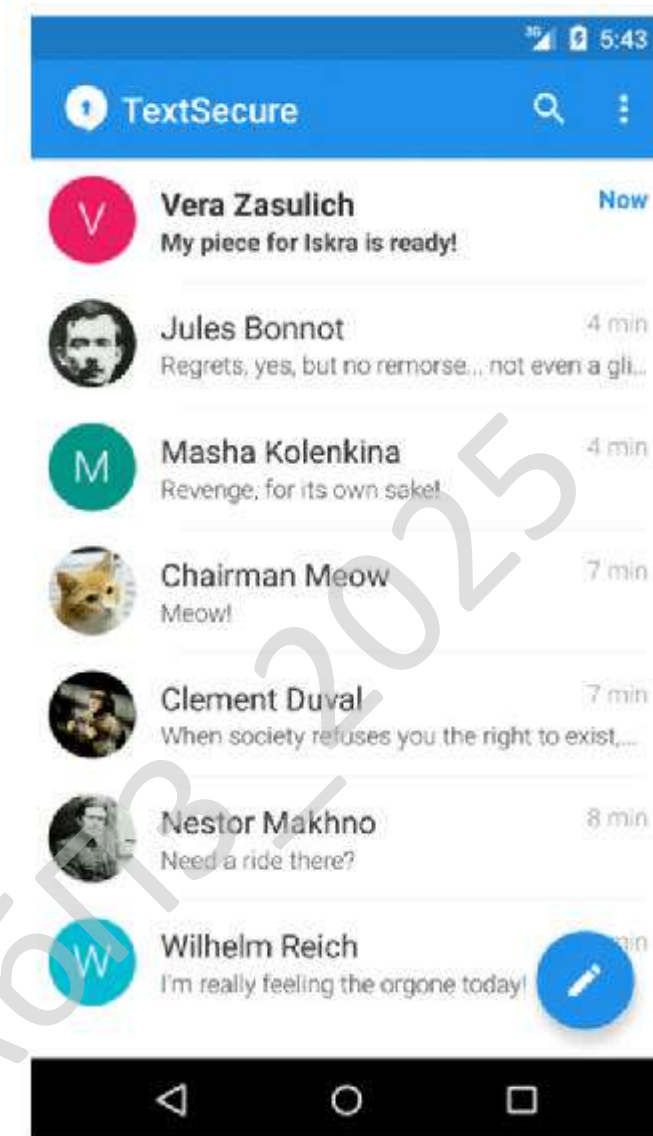 3G 5:43
TextSecure
V
Vera Zasulich Now
My piece for Iskra is ready!
Jules Bonnot 4 min
Regrets, yes, but no remorse... not even a gli...
M
Masha Kolenkina 4 min
Revenge, for its own sake!
Chairman Meow 7 min
Meow!
Clement Duval 7 min
When society refuses you the right to exist,...
Nestor Makhno 8 min
Need a ride there?
W
Wilhelm Reich
I'm really feeling the orgone today!